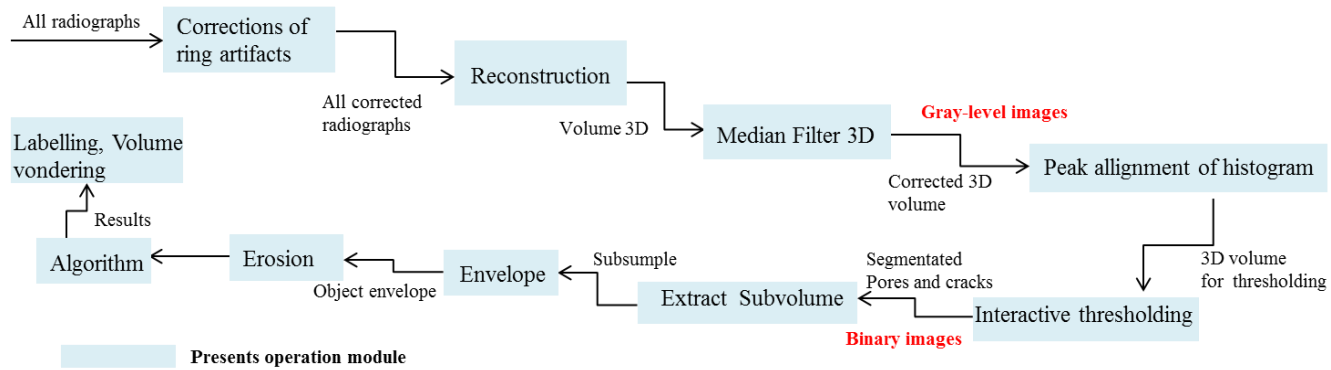 All radiographs
Corrections of
ring artifacts
All corrected
radiographs
Reconstruction
Volume 3D
Median Filter 3D
Gray-level images
Corrected 3D
volume
Peak allignment of histogram
3D volume
for thresholding
Interactive thresholding
Segmentated
Pores and cracks
Binary images
Extract Subvolume
Subsumple
Envelope
Object envelope
Erosion
Algorithm
Results
Labelling, Volume
vondering
Presents operation module